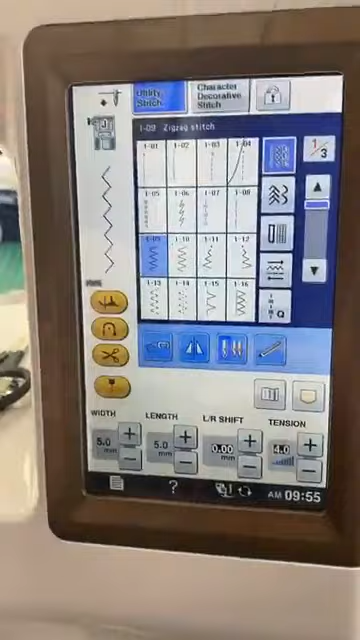 Utility
Stitch
Character
Decorative
Stitch
1-09 Zigzag stitch
1/3
1-01 1-02 1-03 1-04
1-05 1-06 1-07 1-08
1-09 1-10 1-11 1-12
1-13 1-14 1-15 1-16
WIDTH LENGTH L/R SHIFT TENSION
5.0 mm + − 5.0 mm + − 0.00 mm + − 4.0 + −
? AM 09:55